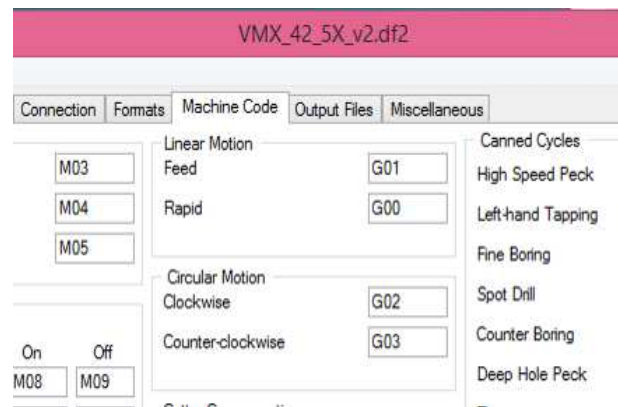 VMX_42_5X_v2.df2
Connection Formats Machine Code Output Files Miscellaneous
M03
M04
M05
On Off
M08 M09
Linear Motion
Feed G01
Rapid G00
Circular Motion
Clockwise G02
Counter-clockwise G03
Canned Cycles
High Speed Peck
Left-hand Tapping
Fine Boring
Spot Drill
Counter Boring
Deep Hole Peck